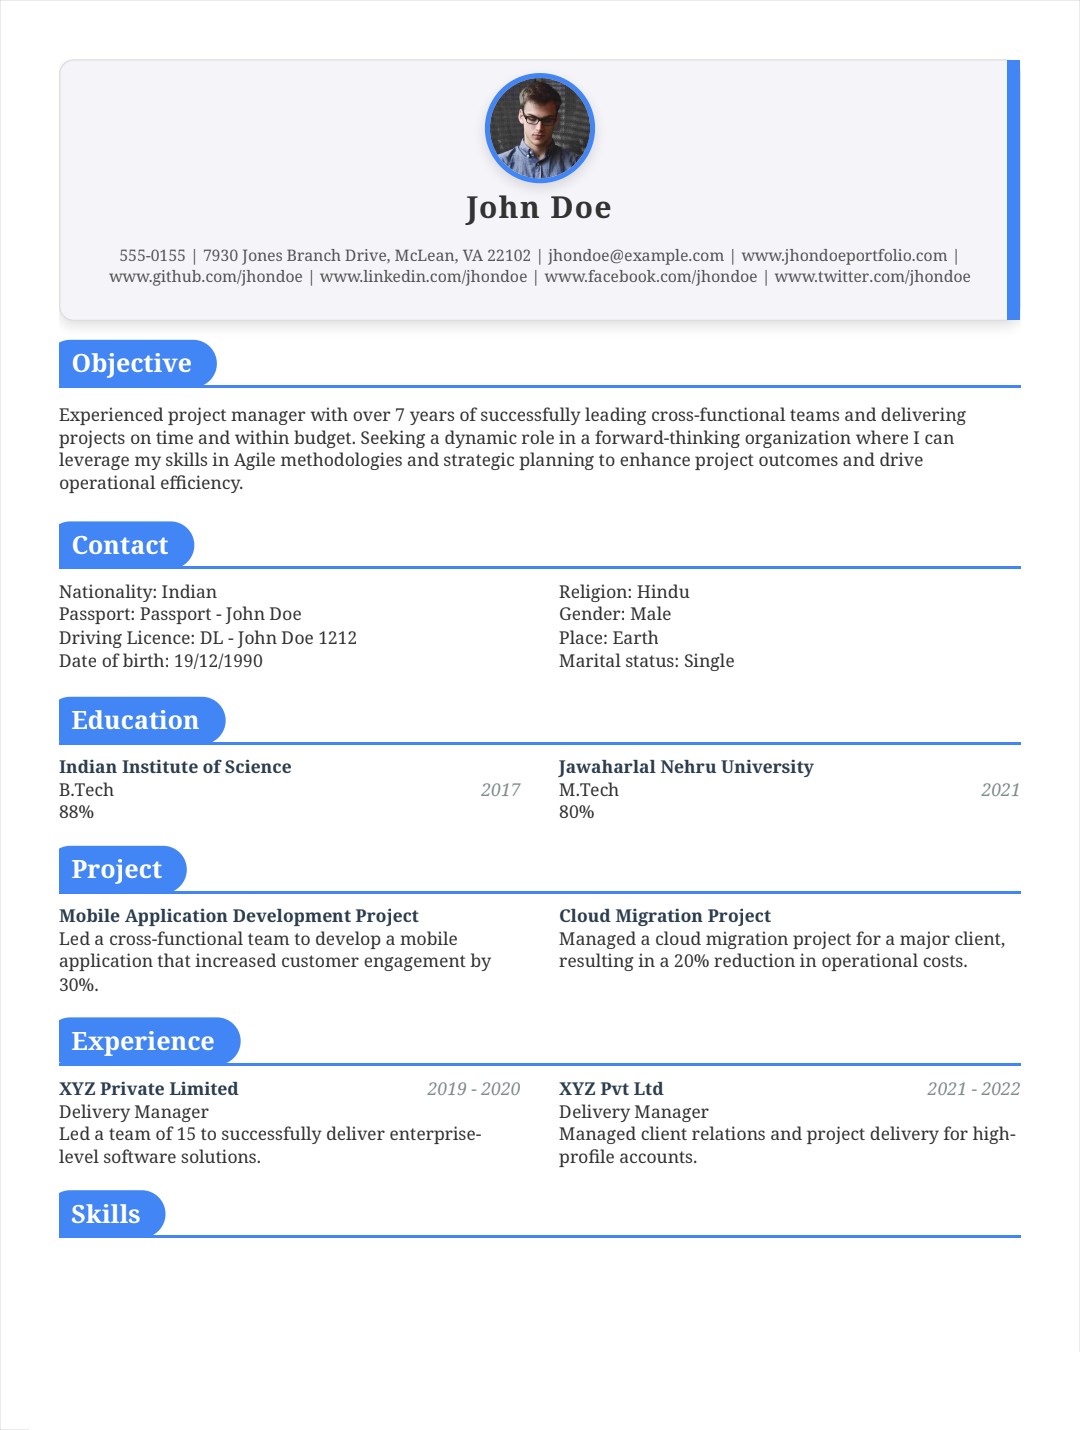 John Doe
555-0155 | 7930 Jones Branch Drive, McLean, VA 22102 | jhondoe@example.com | www.jhondoeportfolio.com |
www.github.com/jhondoe | www.linkedin.com/jhondoe | www.facebook.com/jhondoe | www.twitter.com/jhondoe
Objective
Experienced project manager with over 7 years of successfully leading cross-functional teams and delivering
projects on time and within budget. Seeking a dynamic role in a forward-thinking organization where I can
leverage my skills in Agile methodologies and strategic planning to enhance project outcomes and drive
operational efficiency.
Contact
Nationality: Indian
Passport: Passport - John Doe
Driving Licence: DL - John Doe 1212
Date of birth: 19/12/1990
Religion: Hindu
Gender: Male
Place: Earth
Marital status: Single
Education
Indian Institute of Science
B.Tech 2017
88%
Jawaharlal Nehru University
M.Tech 2021
80%
Project
Mobile Application Development Project
Led a cross-functional team to develop a mobile
application that increased customer engagement by
30%.
Cloud Migration Project
Managed a cloud migration project for a major client,
resulting in a 20% reduction in operational costs.
Experience
XYZ Private Limited 2019 - 2020
Delivery Manager
Led a team of 15 to successfully deliver enterprise-
level software solutions.
XYZ Pvt Ltd 2021 - 2022
Delivery Manager
Managed client relations and project delivery for high-
profile accounts.
Skills